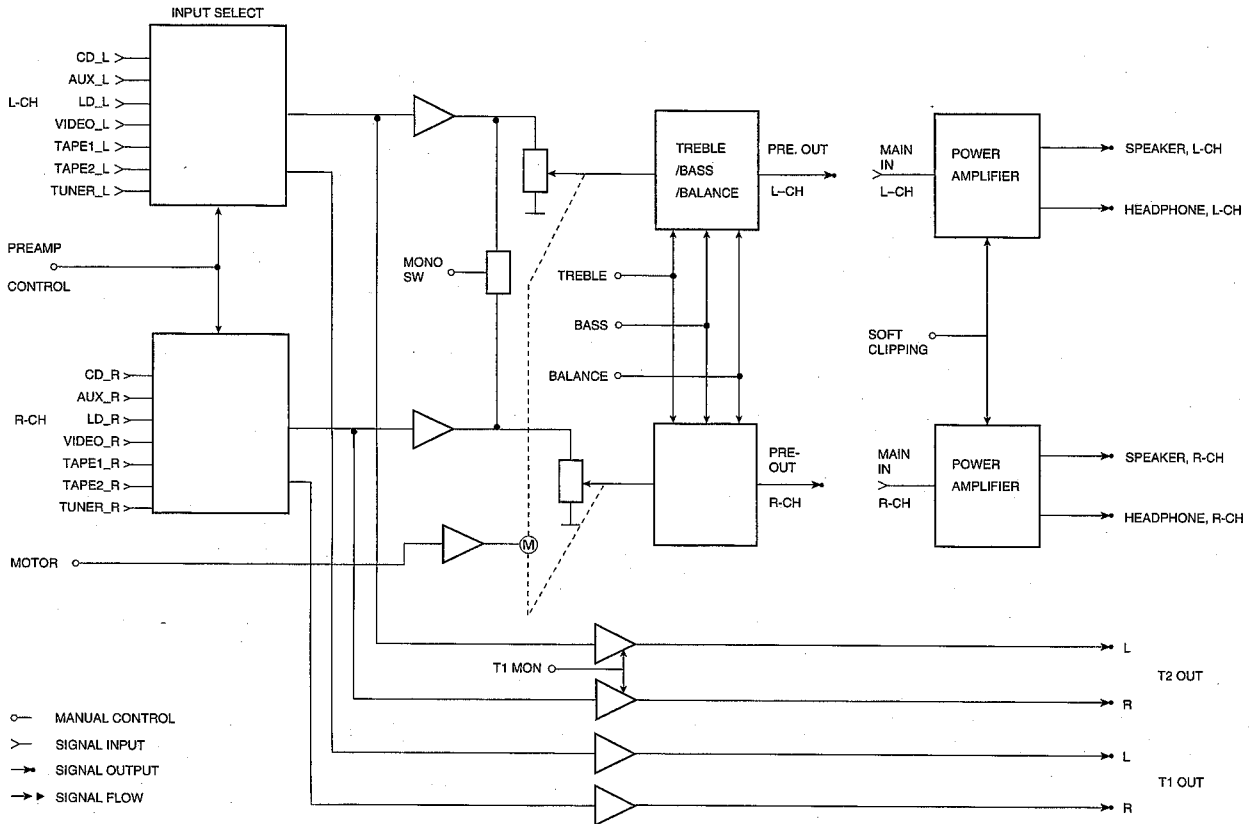 INPUT SELECT
L-CH
CD_L
AUX_L
LD_L
VIDEO_L
TAPE1_L
TAPE2_L
TUNER_L
PREAMP
CONTROL
R-CH
CD_R
AUX_R
LD_R
VIDEO_R
TAPE1_R
TAPE2_R
TUNER_R
MOTOR
MONO
SW
M
TREBLE
/BASS
/BALANCE
PRE. OUT
L-CH
TREBLE
BASS
BALANCE
PRE-
OUT
R-CH
MAIN
IN
L-CH
POWER
AMPLIFIER
SPEAKER, L-CH
HEADPHONE, L-CH
SOFT
CLIPPING
MAIN
IN
R-CH
POWER
AMPLIFIER
SPEAKER, R-CH
HEADPHONE, R-CH
T1 MON
L
T2 OUT
R
L
T1 OUT
R
MANUAL CONTROL
SIGNAL INPUT
SIGNAL OUTPUT
SIGNAL FLOW